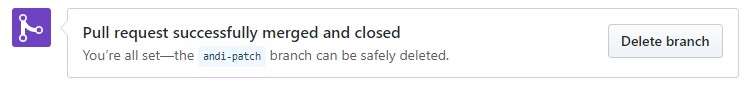 Pull request successfully merged and closed
You’re all set—the andi-patch branch can be safely deleted.
Delete branch